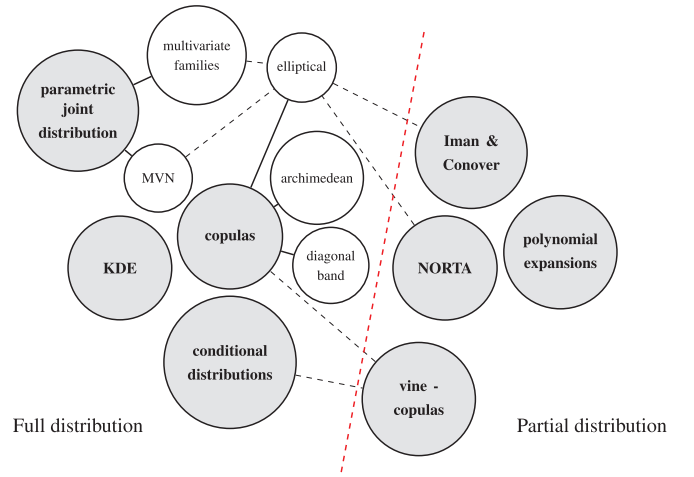 multivariate
families
elliptical
parametric
joint
distribution
Iman &
Conover
MVN
archimedean
copulas
polynomial
expansions
KDE
diagonal
band
NORTA
conditional
distributions
vine -
copulas
Full distribution
Partial distribution